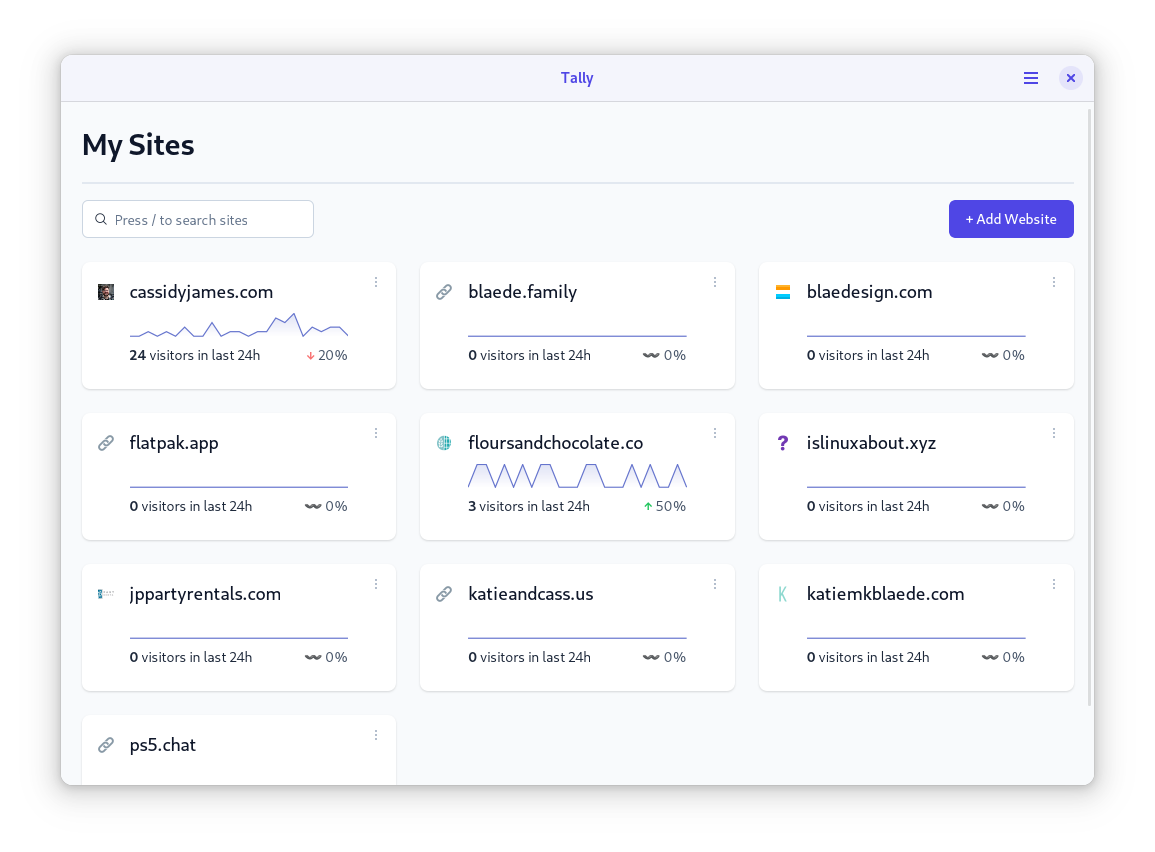 Tally
My Sites
Press / to search sites
+ Add Website
cassidyjames.com
24 visitors in last 24h
20%
blaede.family
0 visitors in last 24h
0%
blaedesign.com
0 visitors in last 24h
0%
flatpak.app
0 visitors in last 24h
0%
floursandchocolate.co
3 visitors in last 24h
50%
?
islinuxabout.xyz
0 visitors in last 24h
0%
jppartyrentals.com
0 visitors in last 24h
0%
katieandcass.us
0 visitors in last 24h
0%
K
katiemkblaede.com
0 visitors in last 24h
0%
ps5.chat